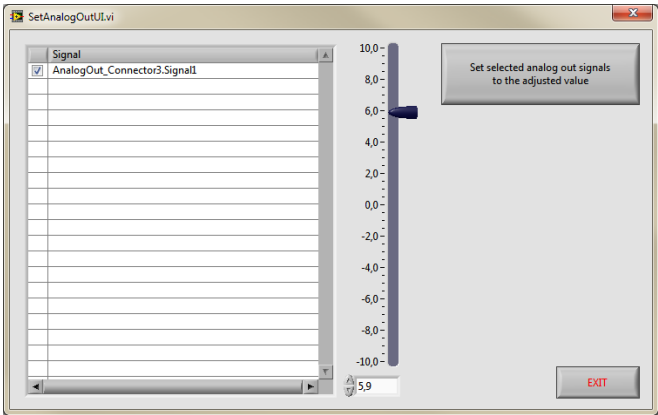 SetAnalogOutUI.vi
Signal
AnalogOut_Connector3.Signal1
10,0
8,0
6,0
4,0
2,0
0,0
-2,0
-4,0
-6,0
-8,0
-10,0
5,9
Set selected analog out signals
to the adjusted value
EXIT